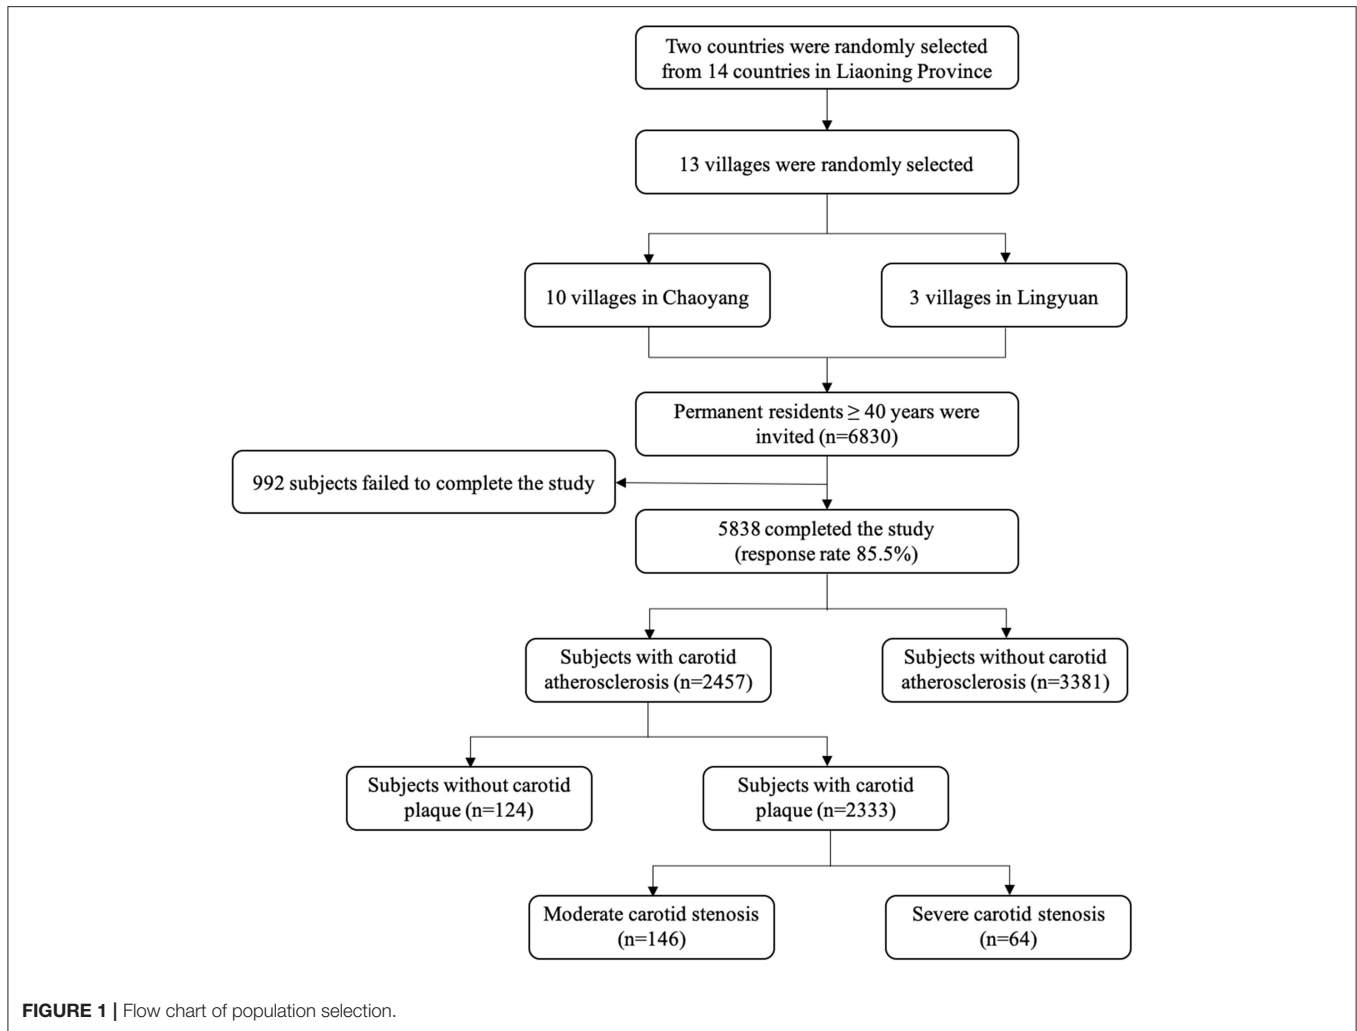 Two countries were randomly selected
from 14 countries in Liaoning Province
13 villages were randomly selected
10 villages in Chaoyang
3 villages in Lingyuan
Permanent residents ≥ 40 years were
invited (n=6830)
992 subjects failed to complete the study
5838 completed the study
(response rate 85.5%)
Subjects with carotid
atherosclerosis (n=2457)
Subjects without carotid
atherosclerosis (n=3381)
Subjects without carotid
plaque (n=124)
Subjects with carotid
plaque (n=2333)
Moderate carotid stenosis
(n=146)
Severe carotid stenosis
(n=64)
FIGURE 1 | Flow chart of population selection.